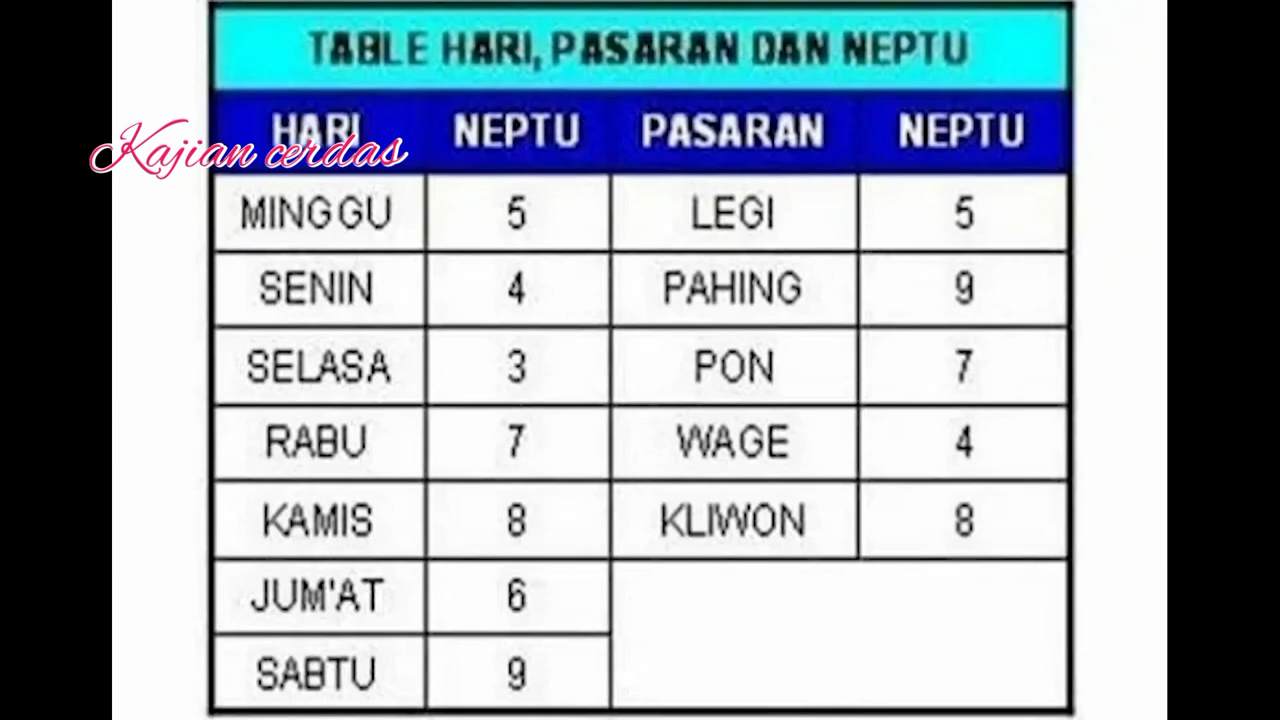 TABLE HARI, PASARAN DAN NEPTU
HARI NEPTU PASARAN NEPTU
Kajian cerdas
MINGGU 5 LEGI 5
SENIN 4 PAHING 9
SELASA 3 PON 7
RABU 7 WAGE 4
KAMIS 8 KLIWON 8
JUM'AT 6
SABTU 9